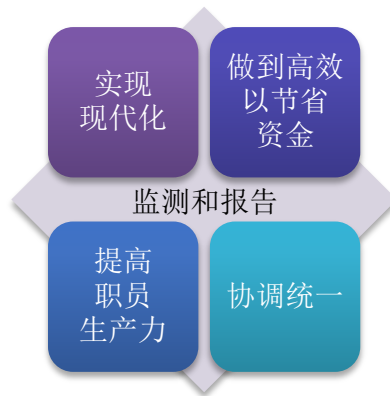 实现
现代化
做到高效
以节省
资金
监测和报告
提高
职员
生产力
协调统一